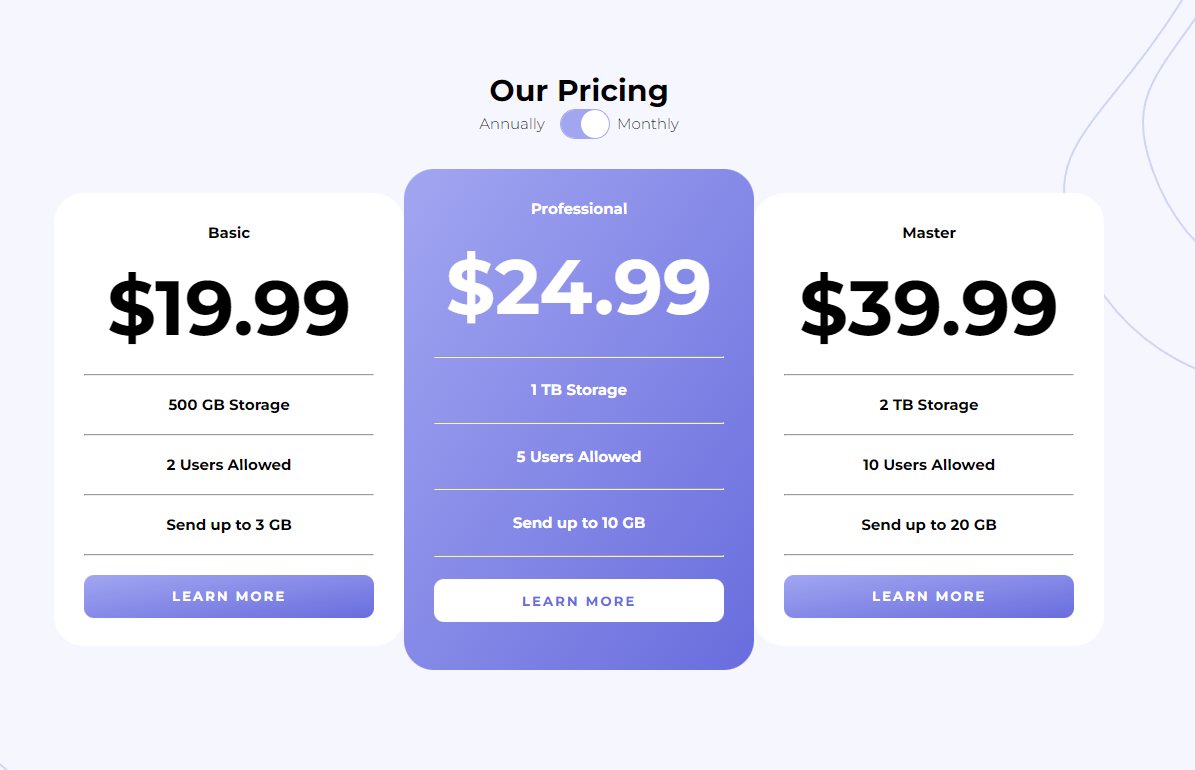 Our Pricing
Annually Monthly
Basic
$19.99
500 GB Storage
2 Users Allowed
Send up to 3 GB
LEARN MORE
Professional
$24.99
1 TB Storage
5 Users Allowed
Send up to 10 GB
LEARN MORE
Master
$39.99
2 TB Storage
10 Users Allowed
Send up to 20 GB
LEARN MORE